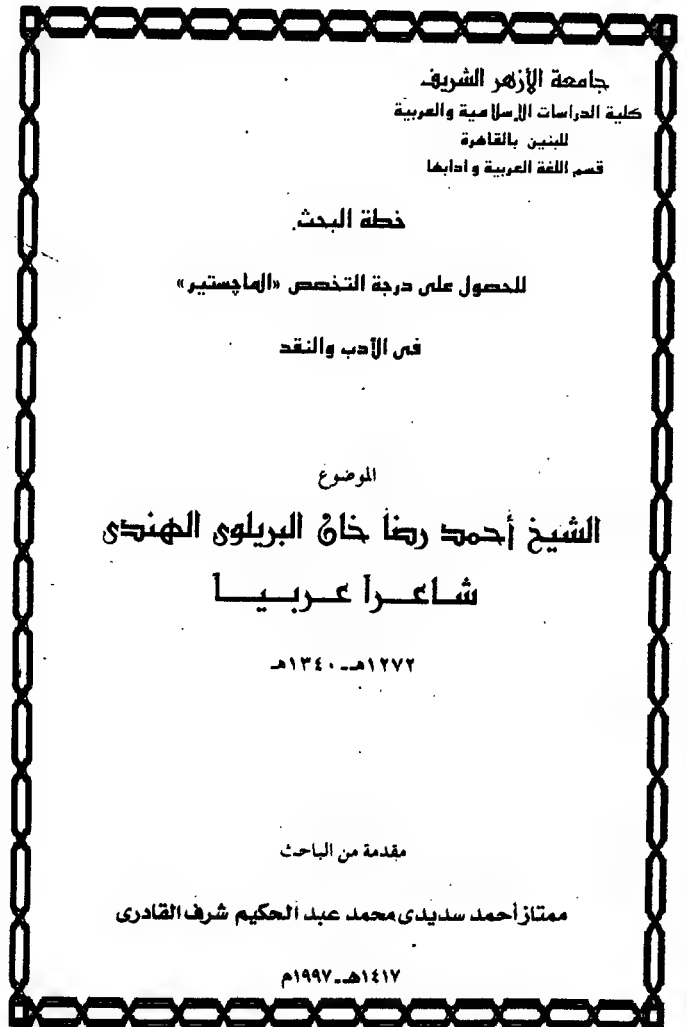 جامعة الأزهر الشريف
كلية الدراسات الإسلامية والعربية
للبنين بالقاهرة
قسم اللغة العربية و ادابها
خطة البحث
للحصول على درجة التخصص «الماچستير»
فى الأدب والنقد
الموضوع
الشيخ أحمد رضا خان البريلوى الهندى
شاعراً عربياً
١٢٧٢هـ - ١٣٤٠هـ
مقدمة من الباحث
ممتاز أحمد سديدى محمد عبد الحكيم شرف القادرى
١٤١٧هـ - ١٩٩٧م